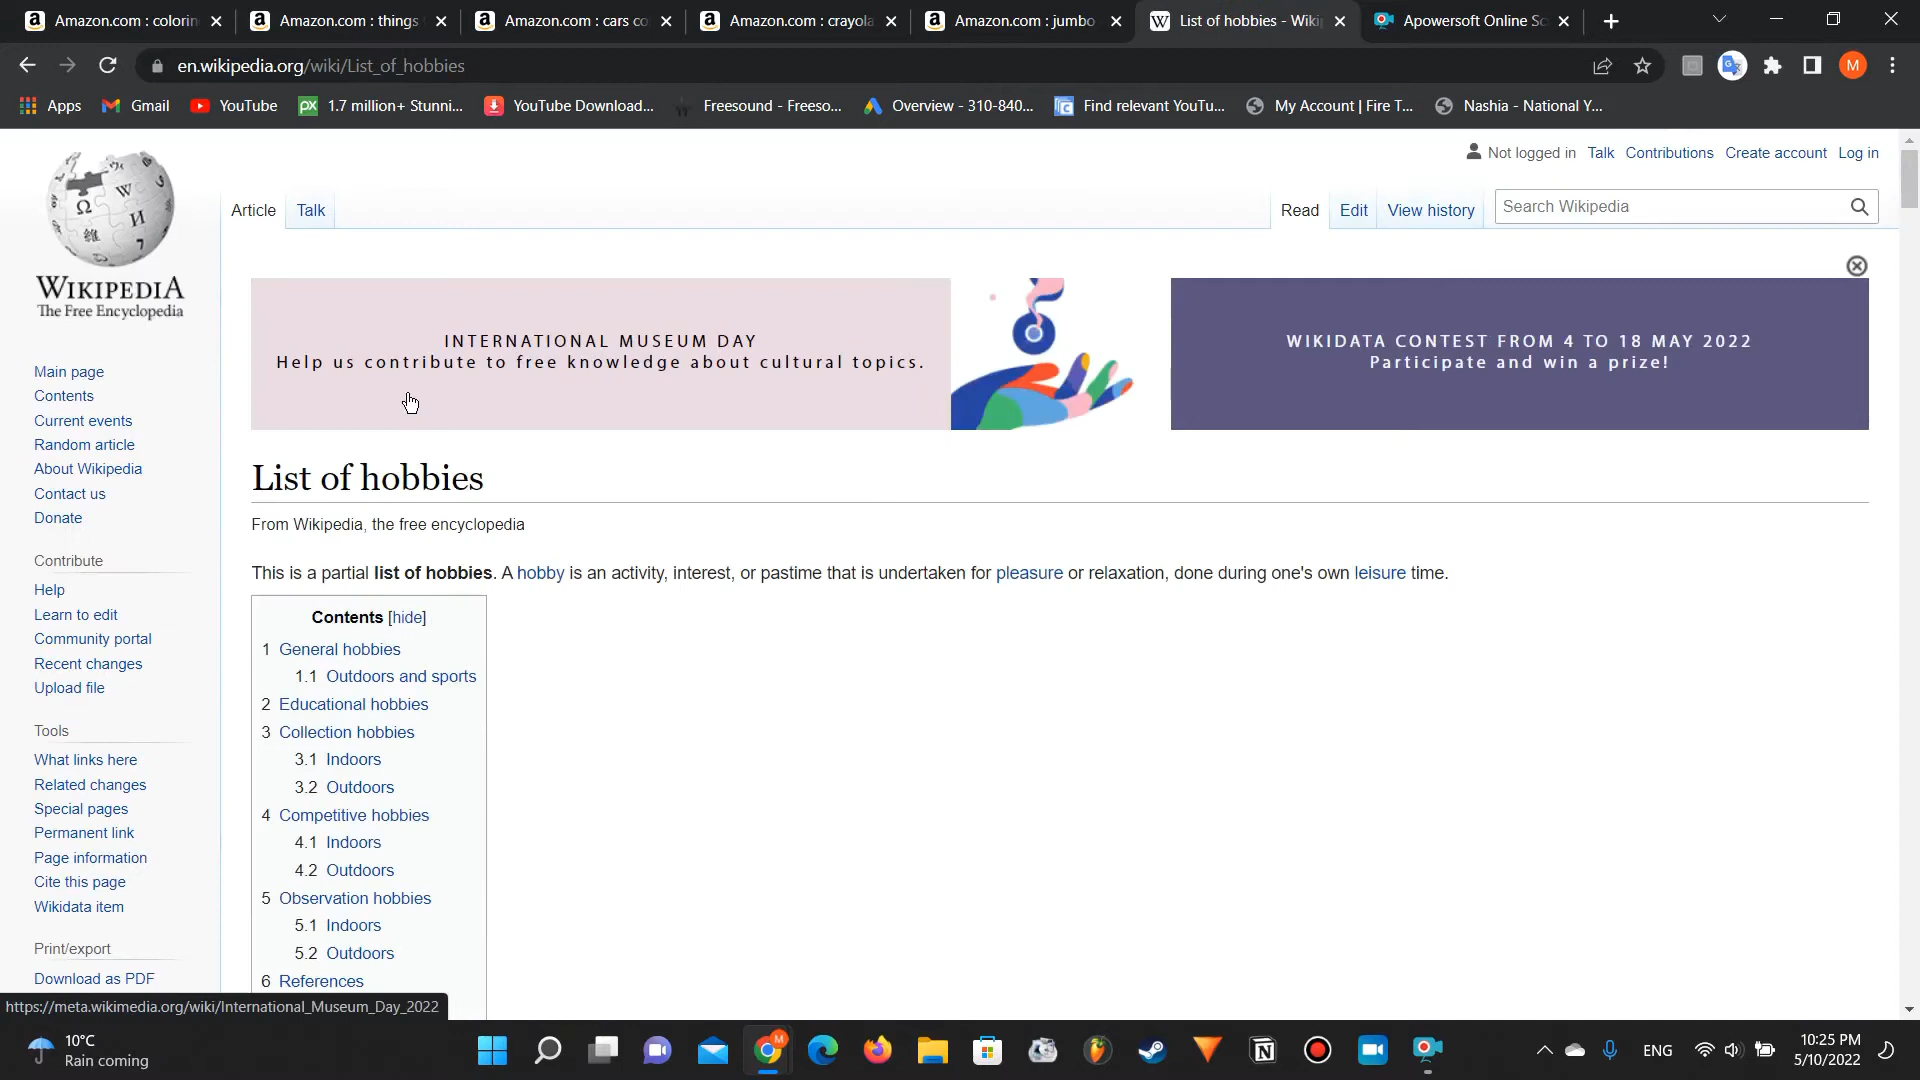 Amazon.com : colorin
Amazon.com : things
Amazon.com : cars co
Amazon.com : crayola
Amazon.com : jumbo
List of hobbies - Wiki
Apowersoft Online Sc
en.wikipedia.org/wiki/List_of_hobbies
M
Apps
Gmail
YouTube
1.7 million+ Stunni...
YouTube Download...
Freesound - Freeso...
Overview - 310-840...
Find relevant YouTu...
My Account | Fire T...
Nashia - National Y...
Not logged in Talk Contributions Create account Log in
Article Talk
Read Edit View history
Search Wikipedia
WIKIPEDIA
The Free Encyclopedia
INTERNATIONAL MUSEUM DAY
Help us contribute to free knowledge about cultural topics.
WIKIDATA CONTEST FROM 4 TO 18 MAY 2022
Participate and win a prize!
Main page
Contents
Current events
Random article
About Wikipedia
Contact us
Donate
Contribute
Help
Learn to edit
Community portal
Recent changes
Upload file
Tools
What links here
Related changes
Special pages
Permanent link
Page information
Cite this page
Wikidata item
Print/export
Download as PDF
List of hobbies
From Wikipedia, the free encyclopedia
This is a partial list of hobbies. A hobby is an activity, interest, or pastime that is undertaken for pleasure or relaxation, done during one's own leisure time.
Contents [hide]
1 General hobbies
1.1 Outdoors and sports
2 Educational hobbies
3 Collection hobbies
3.1 Indoors
3.2 Outdoors
4 Competitive hobbies
4.1 Indoors
4.2 Outdoors
5 Observation hobbies
5.1 Indoors
5.2 Outdoors
6 References
https://meta.wikimedia.org/wiki/International_Museum_Day_2022
10°C
Rain coming
ENG
10:25 PM
5/10/2022